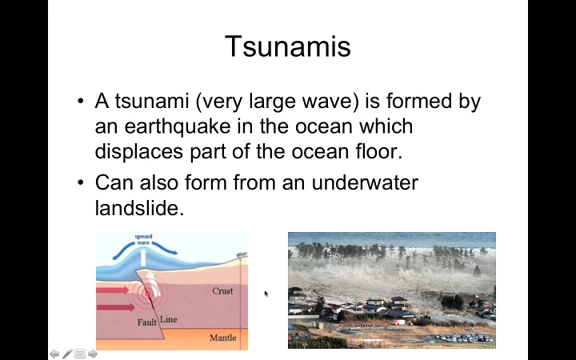 Tsunamis
• A tsunami (very large wave) is formed by
an earthquake in the ocean which
displaces part of the ocean floor.
• Can also form from an underwater
landslide.
upward
wave
Crust
Fault Line
Mantle